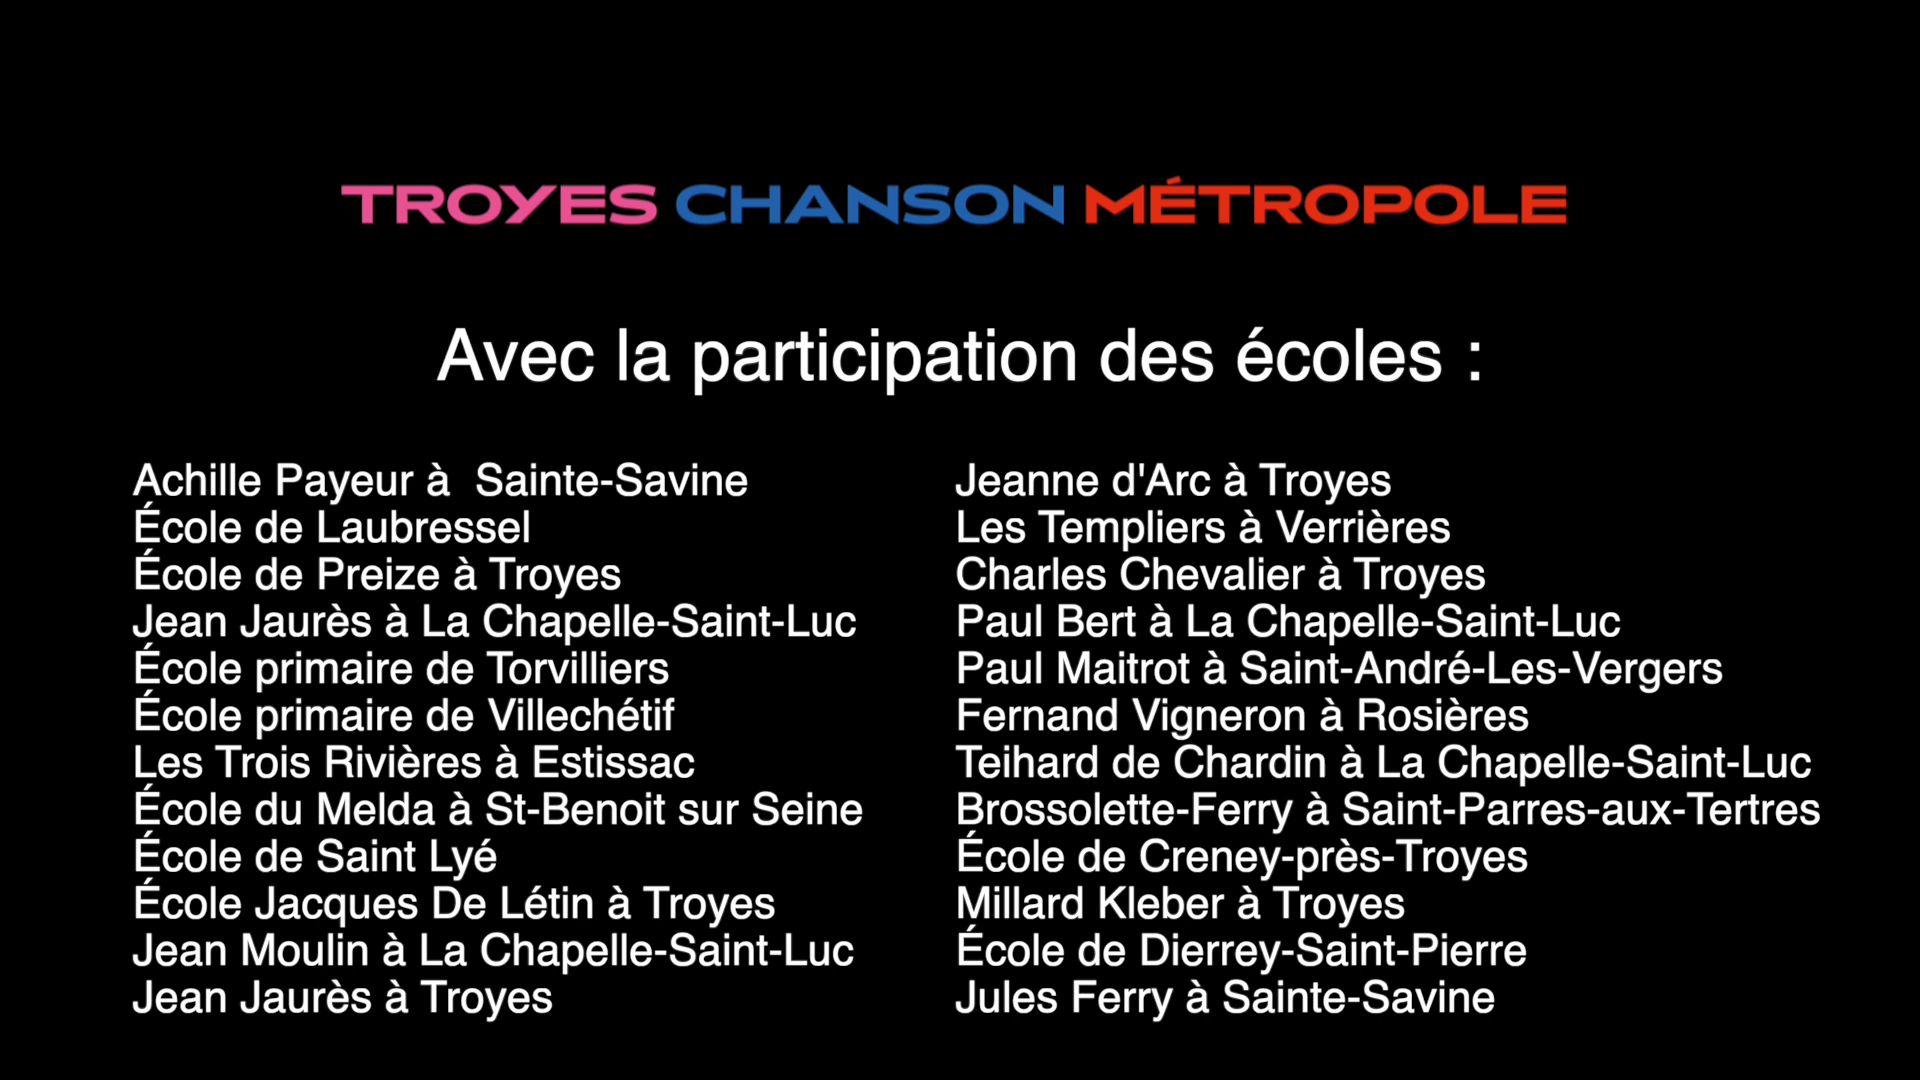 TROYES CHANSON MÉTROPOLE
Avec la participation des écoles :
Achille Payeur à  Sainte-Savine
École de Laubressel
École de Preize à Troyes
Jean Jaurès à La Chapelle-Saint-Luc
École primaire de Torvilliers
École primaire de Villechétif
Les Trois Rivières à Estissac
École du Melda à St-Benoit sur Seine
École de Saint Lyé
École Jacques De Létin à Troyes
Jean Moulin à La Chapelle-Saint-Luc
Jean Jaurès à Troyes
Jeanne d'Arc à Troyes
Les Templiers à Verrières
Charles Chevalier à Troyes
Paul Bert à La Chapelle-Saint-Luc
Paul Maitrot à Saint-André-Les-Vergers
Fernand Vigneron à Rosières
Teihard de Chardin à La Chapelle-Saint-Luc
Brossolette-Ferry à Saint-Parres-aux-Tertres
École de Creney-près-Troyes
Millard Kleber à Troyes
École de Dierrey-Saint-Pierre
Jules Ferry à Sainte-Savine